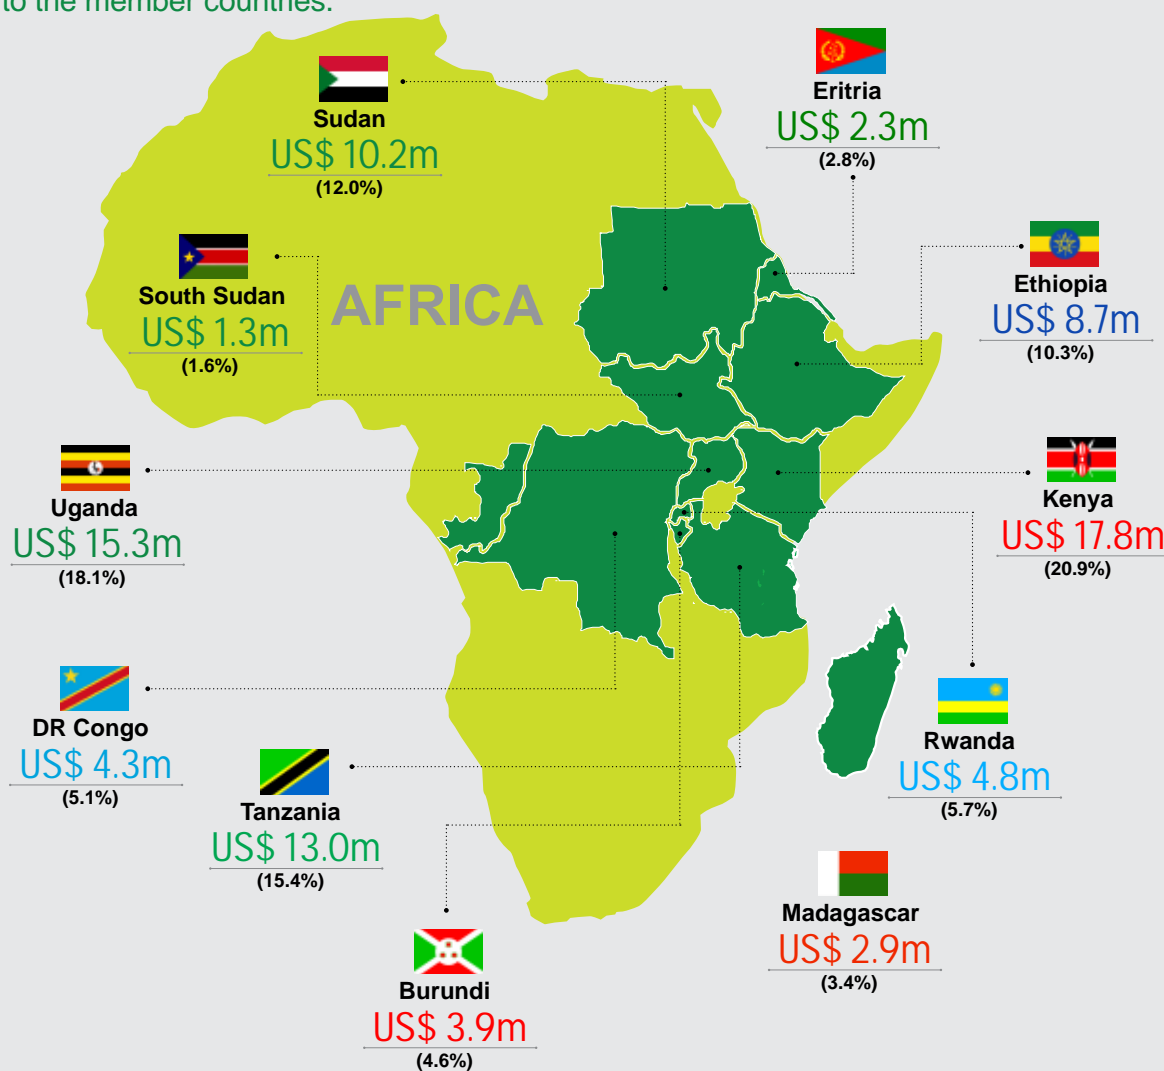 to the member countries.
Sudan
US$ 10.2m
(12.0%)
Eritria
US$ 2.3m
(2.8%)
South Sudan
US$ 1.3m
(1.6%)
AFRICA
Ethiopia
US$ 8.7m
(10.3%)
Uganda
US$ 15.3m
(18.1%)
Kenya
US$ 17.8m
(20.9%)
DR Congo
US$ 4.3m
(5.1%)
Rwanda
US$ 4.8m
(5.7%)
Tanzania
US$ 13.0m
(15.4%)
Madagascar
US$ 2.9m
(3.4%)
Burundi
US$ 3.9m
(4.6%)